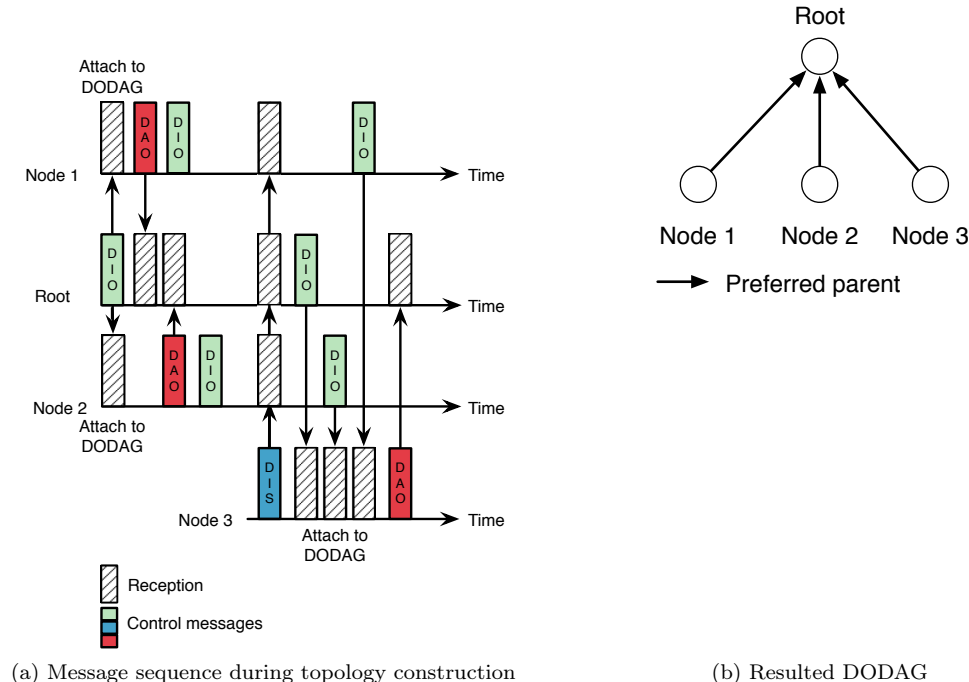 Attach to
DODAG
DAO
DIO
DIO
Node 1
Time
DIO
DIO
Root
Time
DAO
DIO
DIO
Node 2
Time
Attach to
DODAG
DIS
DAO
Node 3
Time
Attach to
DODAG
Reception
Control messages
(a) Message sequence during topology construction
Root
Node 1 Node 2 Node 3
Preferred parent
(b) Resulted DODAG